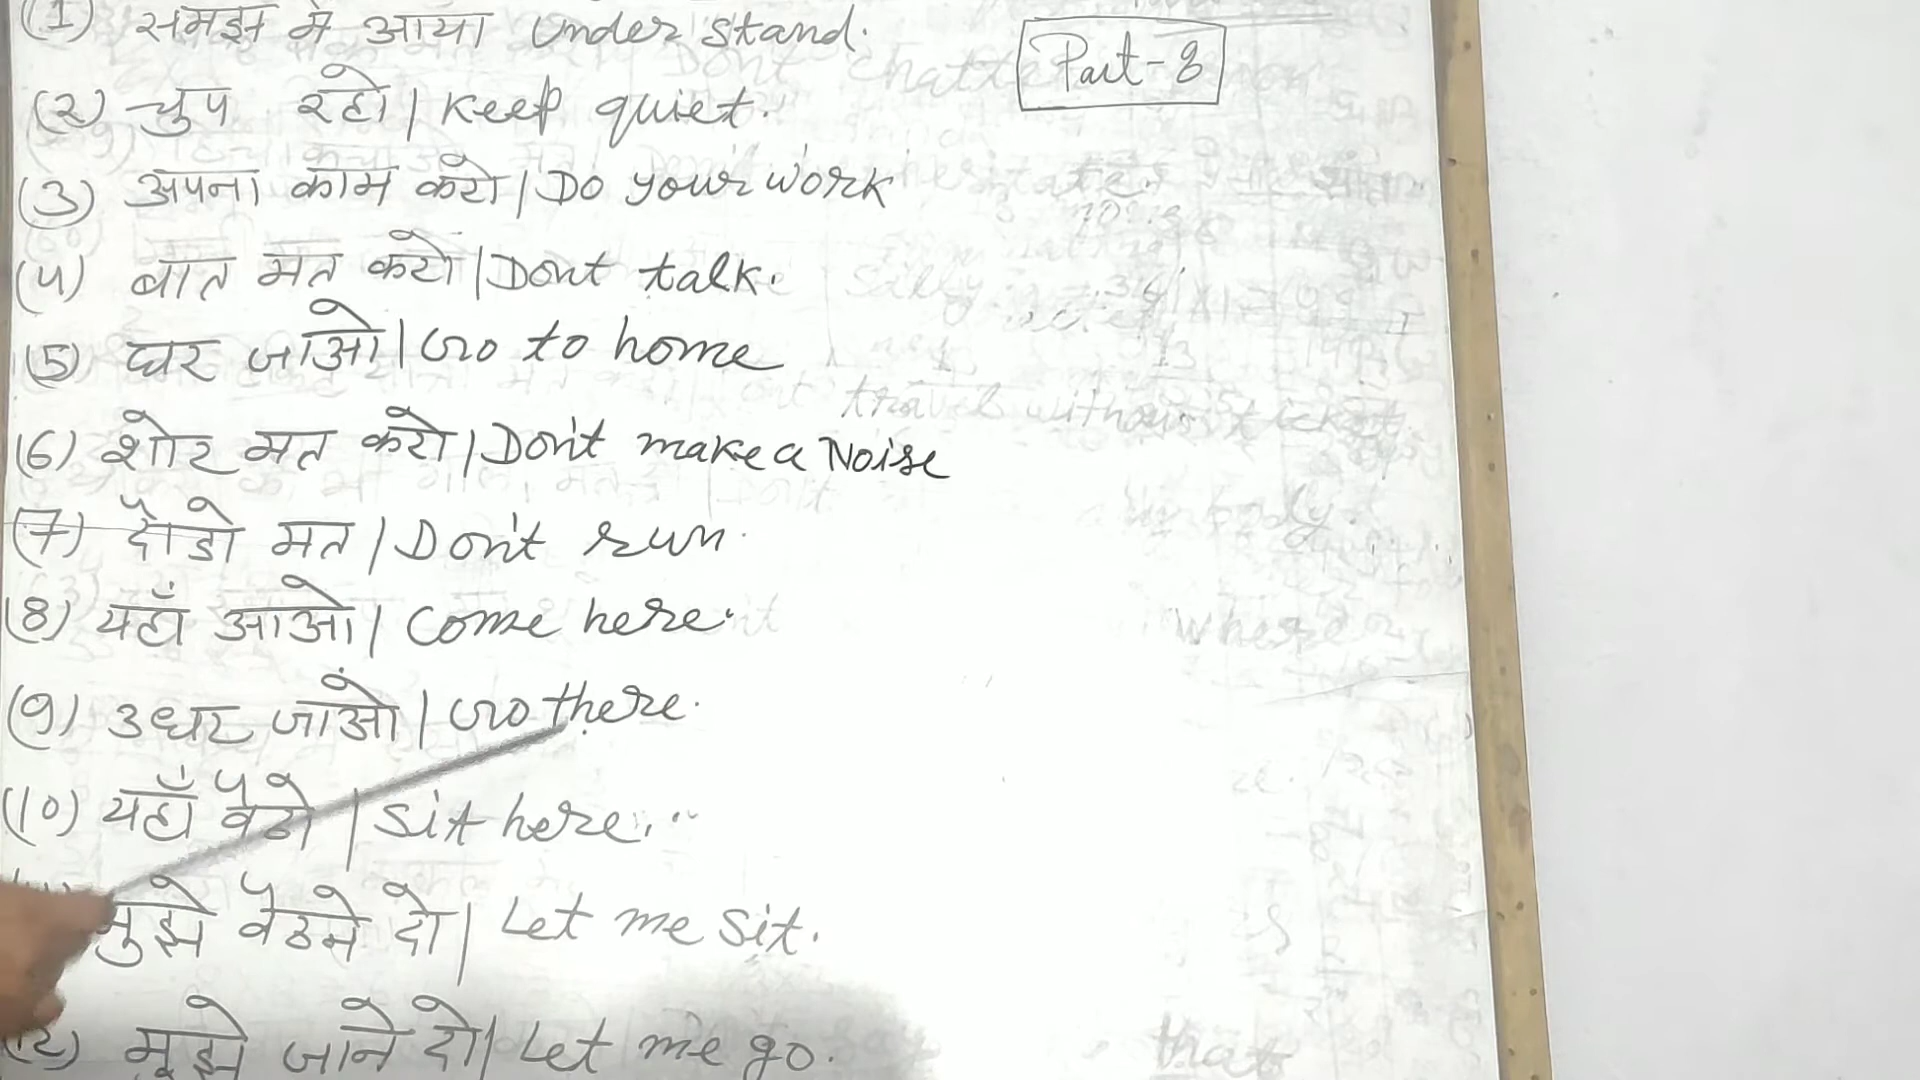 (1) समझ मे आया Understand.
Part-8
(2) चुप रहो | Keep quiet.
(3) अपना काम करो | Do your work
(4) बात मत करो | Dont talk.
(5) घर जाओ | Go to home
(6) शोर मत करो | Don't make a Noise
(7) दौडो मत | Don't run.
(8) यहाँ आओ | Come here.
(9) उधर जांओ | Go there.
(10) यहाँ बैठो | Sit here.
मुझे बैठने दो | Let me sit.
(12) मुझे जाने दो | Let me go.